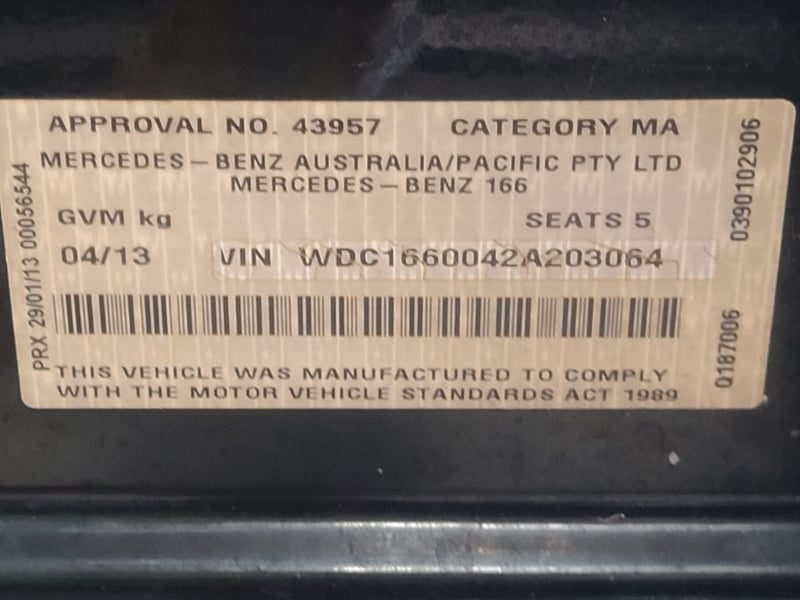 APPROVAL NO. 43957 CATEGORY MA
MERCEDES-BENZ AUSTRALIA/PACIFIC PTY LTD
MERCEDES-BENZ 166
GVM kg SEATS 5
04/13 VIN WDC1660042A203064
THIS VEHICLE WAS MANUFACTURED TO COMPLY
WITH THE MOTOR VEHICLE STANDARDS ACT 1989
PRX 29/01/13 00056544
0390102906
Q187006